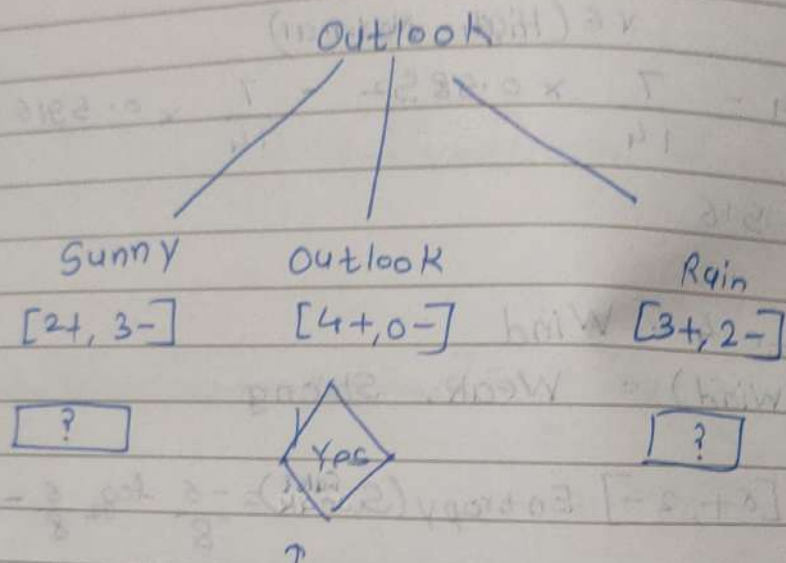 Outlook
Sunny Outlook Rain
[2+, 3-] [4+, 0-] [3+, 2-]
? Yes ?